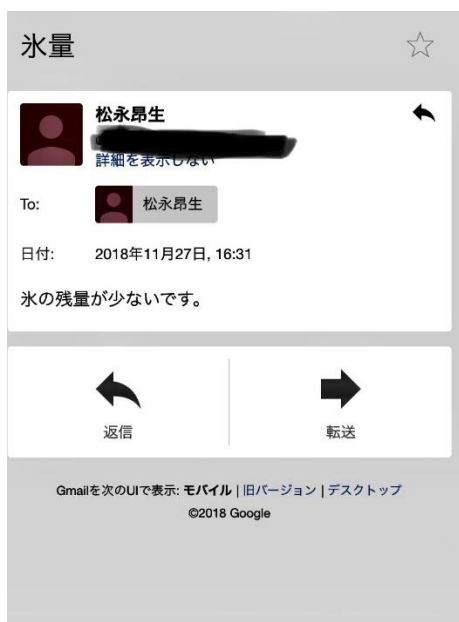 氷量
松永昂生
詳細を表示しない
To: 松永昂生
日付: 2018年11月27日, 16:31
氷の残量が少ないです。
返信 転送
Gmailを次のUIで表示: モバイル | 旧バージョン | デスクトップ
©2018 Google